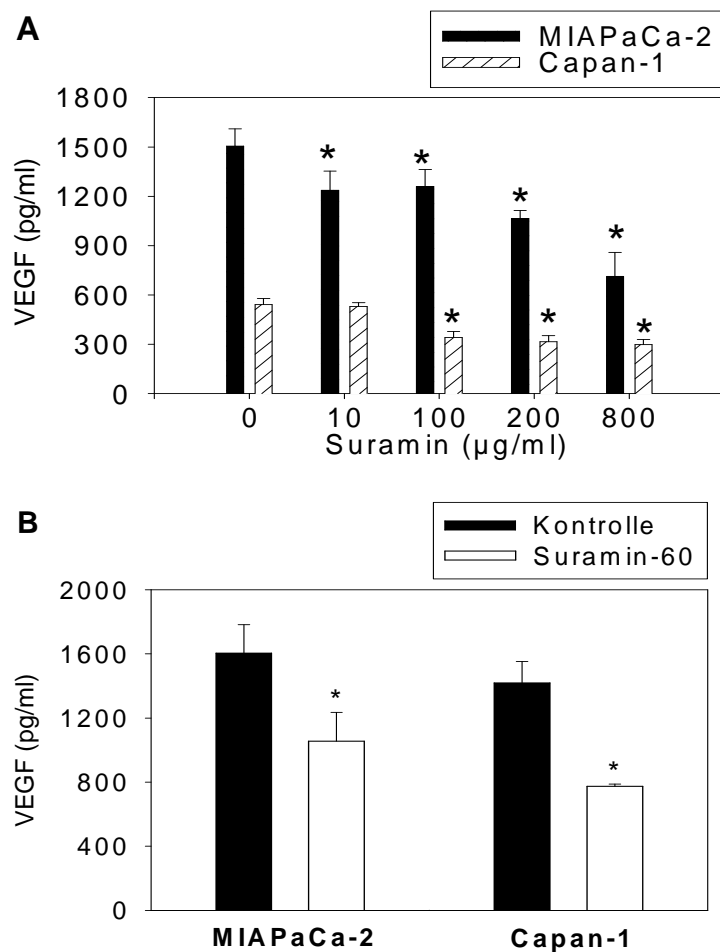 A
MIAPaCa-2
Capan-1
VEGF (pg/ml)
1800
1500
1200
900
600
300
0
* * * *
* * *
0 10 100 200 800
Suramin (µg/ml)
B
Kontrolle
Suramin-60
VEGF (pg/ml)
2000
1600
1200
800
400
0
*
*
MIAPaCa-2 Capan-1